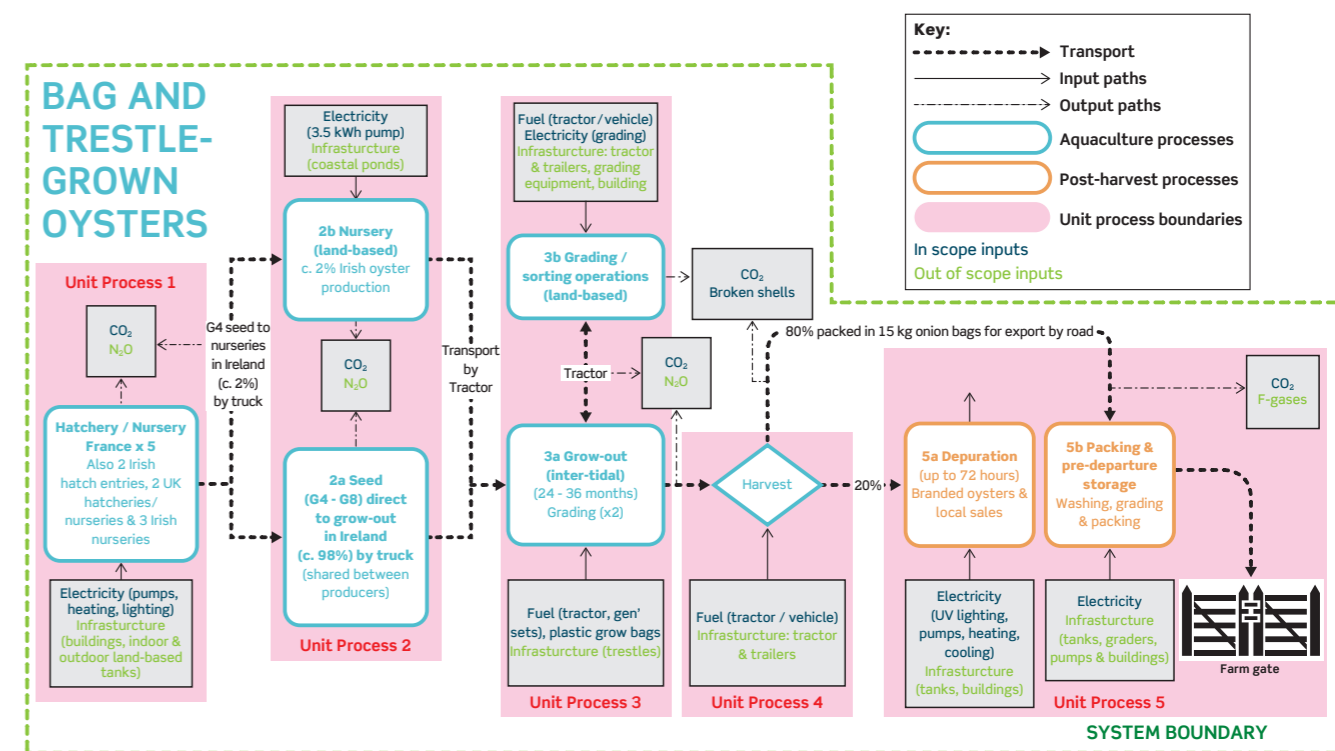 BAG AND
TRESTLE-
GROWN
OYSTERS
Key:
Transport
Input paths
Output paths
Aquaculture processes
Post-harvest processes
Unit process boundaries
In scope inputs
Out of scope inputs
Unit Process 1
CO₂
N₂O
G4 seed to
nurseries
in Ireland
(c. 2%)
by truck
Hatchery / Nursery
France x 5
Also 2 Irish
hatch entries, 2 UK
hatcheries/
nurseries & 3 Irish
nurseries
Electricity (pumps,
heating, lighting)
Infrasturcture
(buildings, indoor &
outdoor land-based
tanks)
Electricity
(3.5 kWh pump)
Infrasturcture
(coastal ponds)
2b Nursery
(land-based)
c. 2% Irish oyster
production
CO₂
N₂O
2a Seed
(G4 - G8) direct
to grow-out
in Ireland
(c. 98%) by truck
(shared between
producers)
Unit Process 2
Transport
by
Tractor
Fuel (tractor/vehicle)
Electricity (grading)
Infrasturcture: tractor
& trailers, grading
equipment, building
3b Grading /
sorting operations
(land-based)
CO₂
Broken shells
Tractor
CO₂
N₂O
3a Grow-out
(inter-tidal)
(24 - 36 months)
Grading (x2)
Fuel (tractor, gen'
sets), plastic grow bags
Infrasturcture (trestles)
Unit Process 3
80% packed in 15 kg onion bags for export by road
Harvest
20%
Fuel (tractor / vehicle)
Infrasturcture: tractor
& trailers
Unit Process 4
5a Depuration
(up to 72 hours)
Branded oysters &
local sales
Electricity
(UV lighting,
pumps, heating,
cooling)
Infrasturcture
(tanks, buildings)
5b Packing &
pre-departure
storage
Washing, grading
& packing
CO₂
F-gases
Electricity
Infrasturcture
(tanks, graders,
pumps & buildings)
Farm gate
Unit Process 5
SYSTEM BOUNDARY